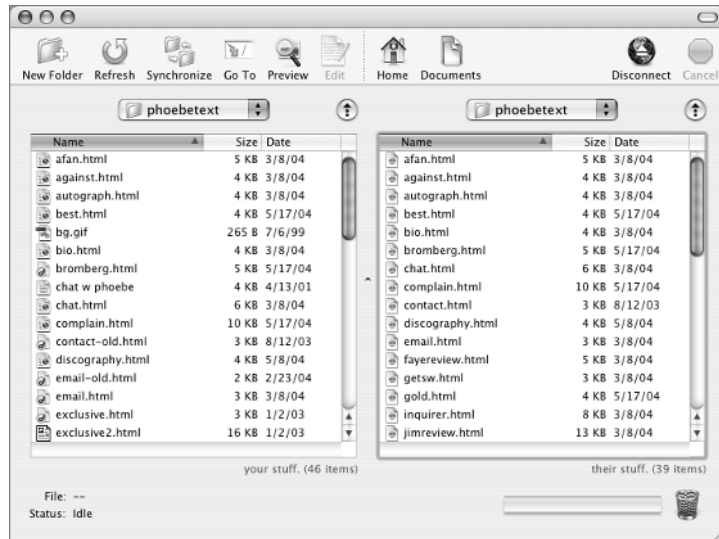 New Folder Refresh Synchronize Go To Preview Edit Home Documents Disconnect Cancel
phoebetext
Name Size Date
afan.html 5 KB 3/8/04
against.html 4 KB 3/8/04
autograph.html 4 KB 3/8/04
best.html 4 KB 5/17/04
bg.gif 265 B 7/6/99
bio.html 4 KB 3/8/04
bromberg.html 5 KB 5/17/04
chat w phoebe 4 KB 4/13/01
chat.html 6 KB 3/8/04
complain.html 10 KB 5/17/04
contact-old.html 3 KB 8/12/03
discography.html 4 KB 5/8/04
email-old.html 2 KB 2/23/04
email.html 3 KB 3/8/04
exclusive.html 3 KB 1/2/03
exclusive2.html 16 KB 1/2/03
your stuff. (46 items)
phoebetext
Name Size Date
afan.html 5 KB 3/8/04
against.html 4 KB 3/8/04
autograph.html 4 KB 3/8/04
best.html 4 KB 5/17/04
bio.html 4 KB 3/8/04
bromberg.html 5 KB 5/17/04
chat.html 6 KB 3/8/04
complain.html 10 KB 5/17/04
contact.html 3 KB 8/12/03
discography.html 4 KB 5/8/04
email.html 3 KB 3/8/04
fayereview.html 3 KB 3/8/04
getsw.html 3 KB 3/8/04
gold.html 4 KB 5/17/04
inquirer.html 8 KB 3/8/04
jimreview.html 13 KB 3/8/04
their stuff. (39 items)
File: --
Status: Idle